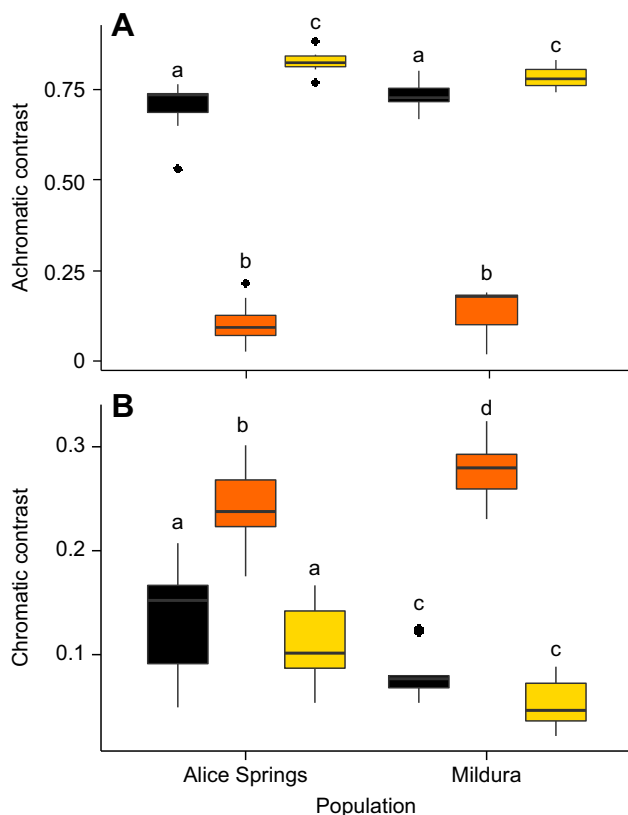 A
Achromatic contrast
0.75
0.50
0.25
0
a
b
c
a
b
c
B
Chromatic contrast
0.3
0.2
0.1
a
b
a
c
d
c
Alice Springs
Mildura
Population